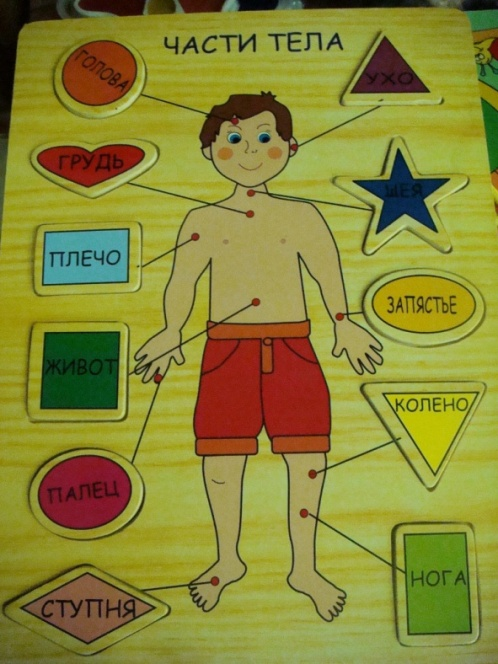 ЧАСТИ ТЕЛА
ГОЛОВА
УХО
ГРУДЬ
ШЕЯ
ПЛЕЧО
ЗАПЯСТЬЕ
ЖИВОТ
КОЛЕНО
ПАЛЕЦ
НОГА
СТУПНЯ